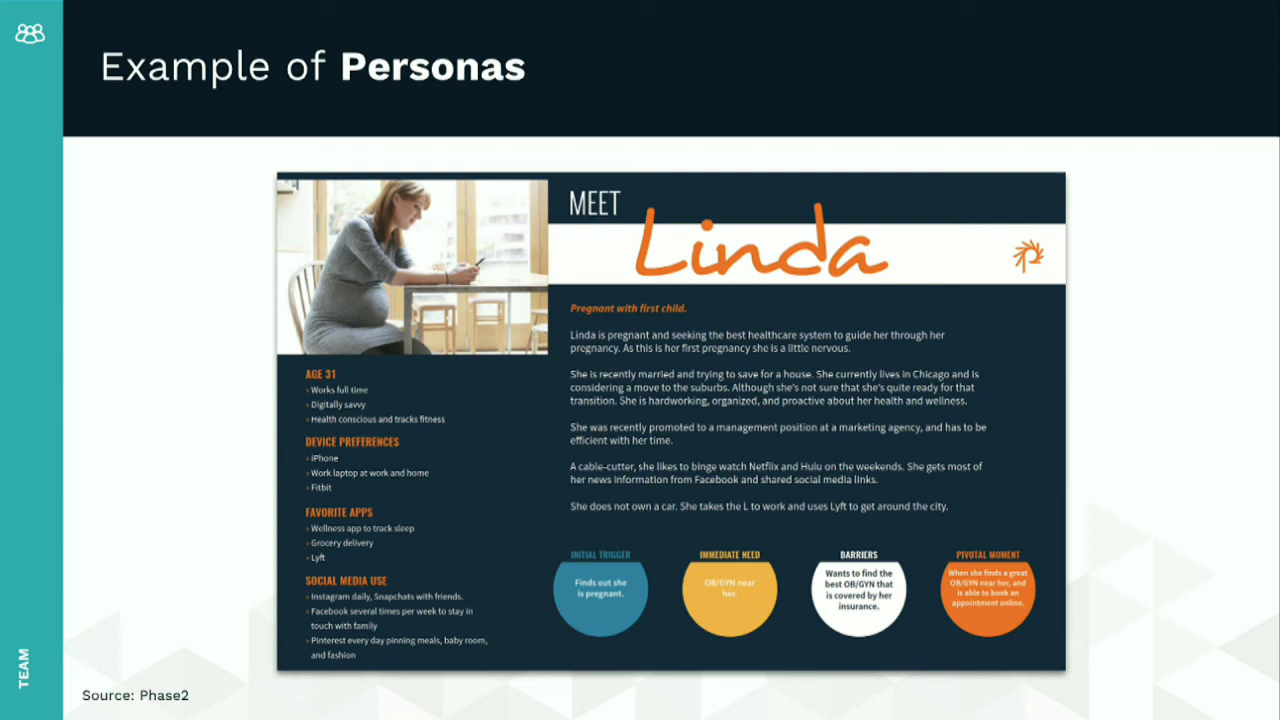 Example of Personas
MEET
Linda
Pregnant with first child.
Linda is pregnant and seeking the best healthcare system to guide her through her
pregnancy. As this is her first pregnancy she is a little nervous.
She is recently married and trying to save for a house. She currently lives in Chicago and is
considering a move to the suburbs. Although she's not sure that she's quite ready for that
transition. She is hardworking, organized, and proactive about her health and wellness.
She was recently promoted to a management position at a marketing agency, and has to be
efficient with her time.
A cable-cutter, she likes to binge watch Netflix and Hulu on the weekends. She gets most of
her news information from Facebook and shared social media links.
She does not own a car. She takes the L to work and uses Lyft to get around the city.
AGE 31
Works full time
Digitally savvy
Health conscious and tracks fitness
DEVICE PREFERENCES
iPhone
Work laptop at work and home
Fitbit
FAVORITE APPS
Wellness app to track sleep
Grocery delivery
Lyft
SOCIAL MEDIA USE
Instagram daily, Snapchats with friends.
Facebook several times per week to stay in
touch with family
Pinterest every day pinning meals, baby room,
and fashion
INITIAL TRIGGER
Finds out she
is pregnant.
IMMEDIATE NEED
OB/GYN near
her.
BARRIERS
Wants to find the
best OB/GYN that
is covered by her
insurance.
PIVOTAL MOMENT
When she finds a great
OB/GYN near her, and
is able to book an
appointment online.
TEAM
Source: Phase2